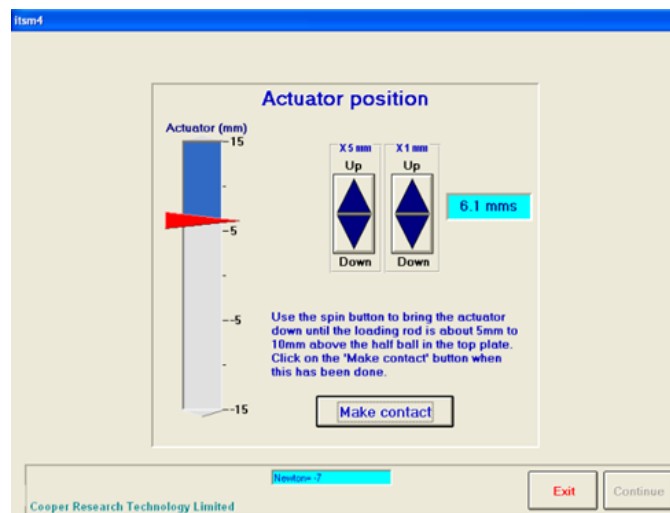 itsm4
Actuator position
Actuator (mm)
15
5
-5
-15
X 5 mm
Up
Down
X 1 mm
Up
Down
6.1 mms
Use the spin button to bring the actuator
down until the loading rod is about 5mm to
10mm above the half ball in the top plate.
Click on the 'Make contact' button when
this has been done.
Make contact
Newton= -7
Exit
Continue
Cooper Research Technology Limited